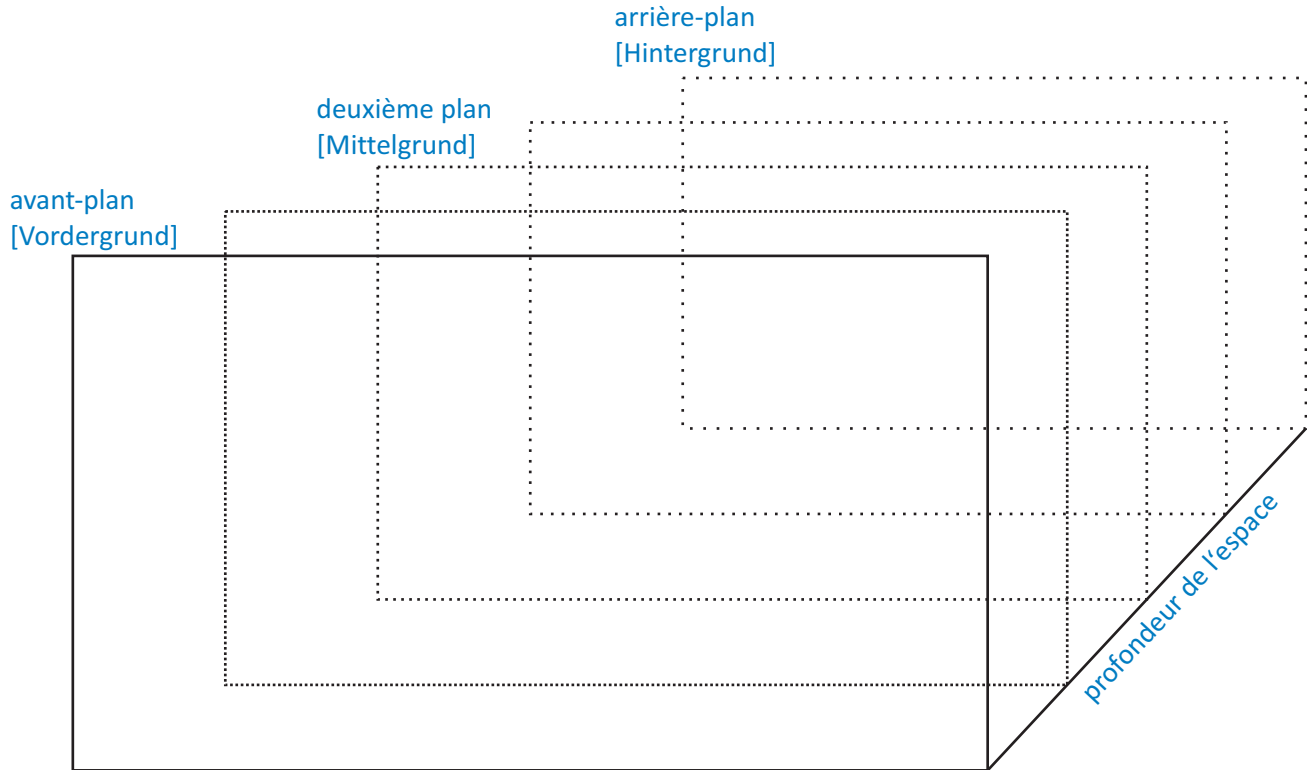 arrière-plan
[Hintergrund]
deuxième plan
[Mittelgrund]
avant-plan
[Vordergrund]
profondeur de l‘espace